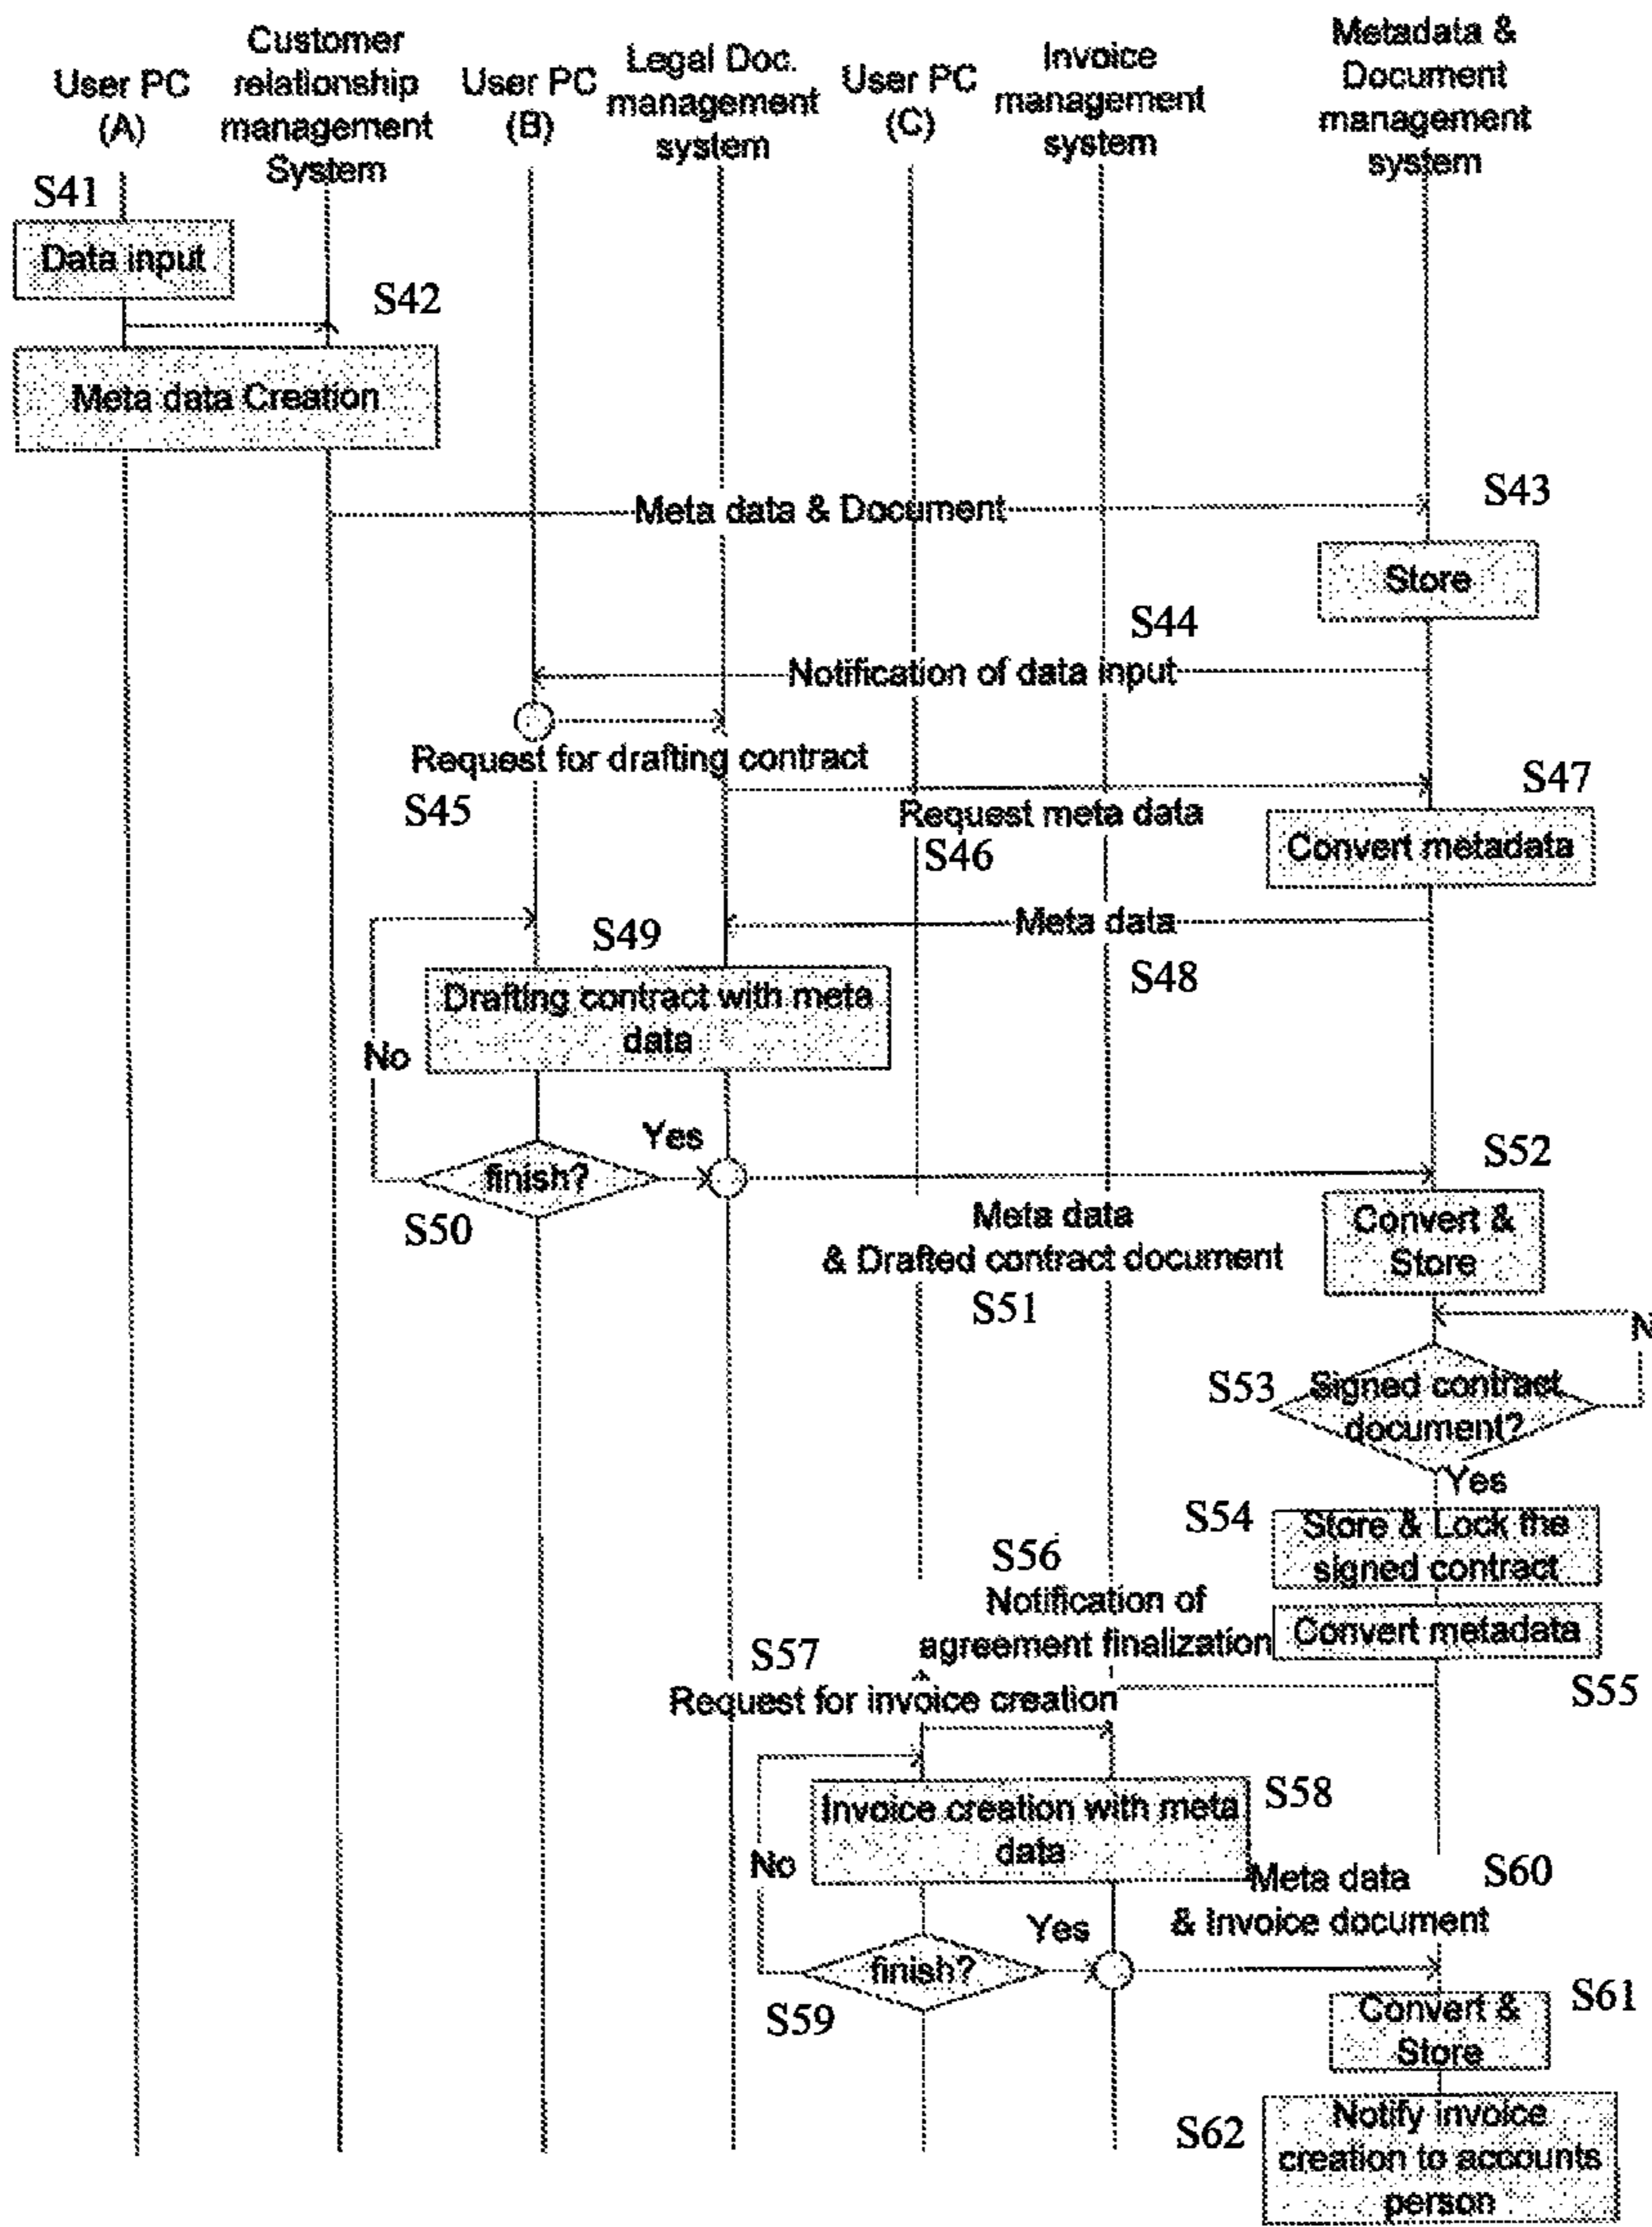 User PC
(A)
Customer
relationship
management
System
User PC
(B)
Legal Doc.
management
system
User PC
(C)
Invoice
management
system
Metadata &
Document
management
system
S41
Data input
S42
Meta data Creation
Meta data & Document
S43
Store
S44
Notification of data input
Request for drafting contract
S45
Request meta data
S46
S47
Convert metadata
Meta data
S48
S49
Drafting contract with meta
data
No
finish?
Yes
S50
Meta data
& Drafted contract document
S51
S52
Convert &
Store
N
S53
Signed contract
document?
Yes
S54
Store & Lock the
signed contract
S56
Notification of
agreement finalization
Convert metadata
S55
S57
Request for invoice creation
Invoice creation with meta
data
S58
No
Meta data
& Invoice document
S60
Yes
finish?
S59
S61
Convert &
Store
S62
Notify invoice
creation to accounts
person